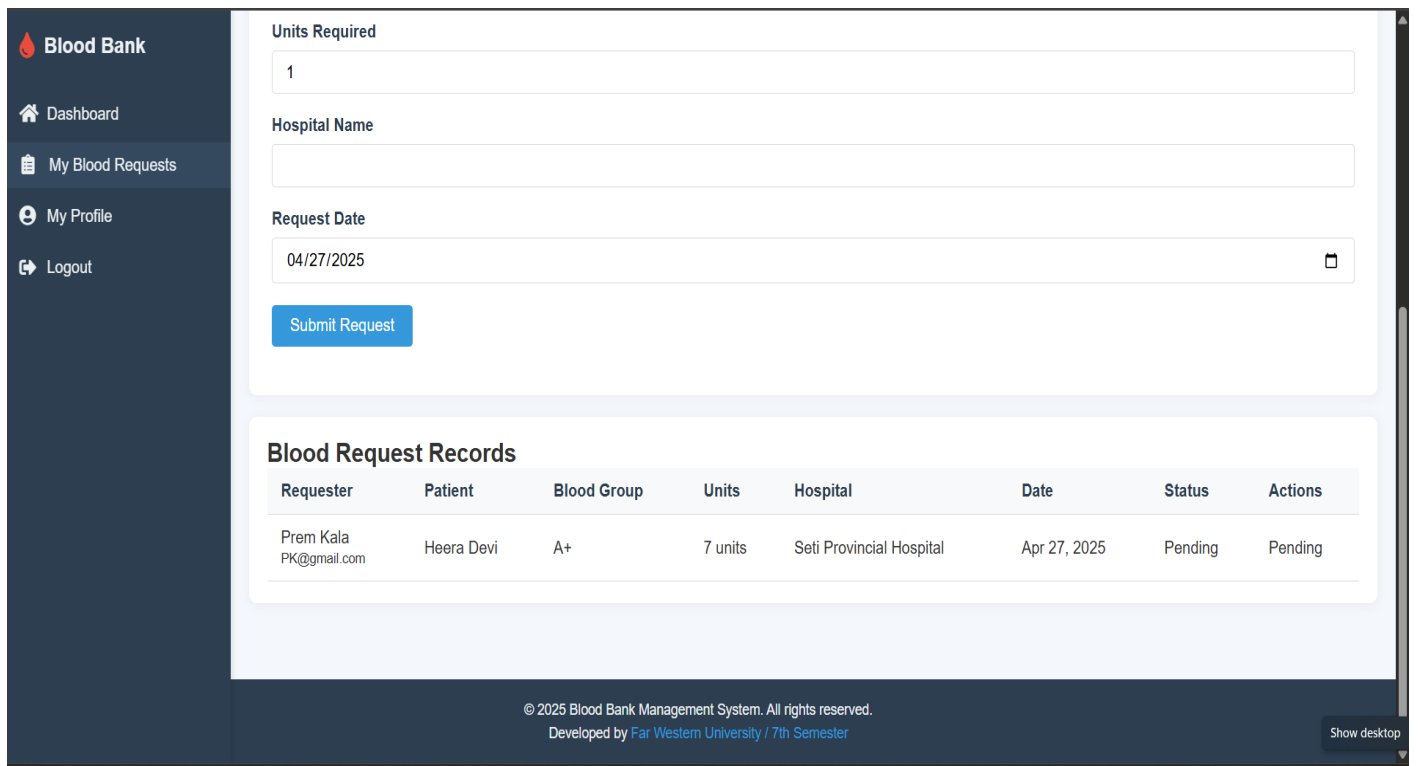 Blood Bank
Dashboard
My Blood Requests
My Profile
Logout
Units Required
1
Hospital Name
Request Date
04/27/2025
Submit Request
Blood Request Records
Requester Patient Blood Group Units Hospital Date Status Actions
Prem Kala
PK@gmail.com
Heera Devi A+ 7 units Seti Provincial Hospital Apr 27, 2025 Pending Pending
© 2025 Blood Bank Management System. All rights reserved.
Developed by Far Western University / 7th Semester
Show desktop